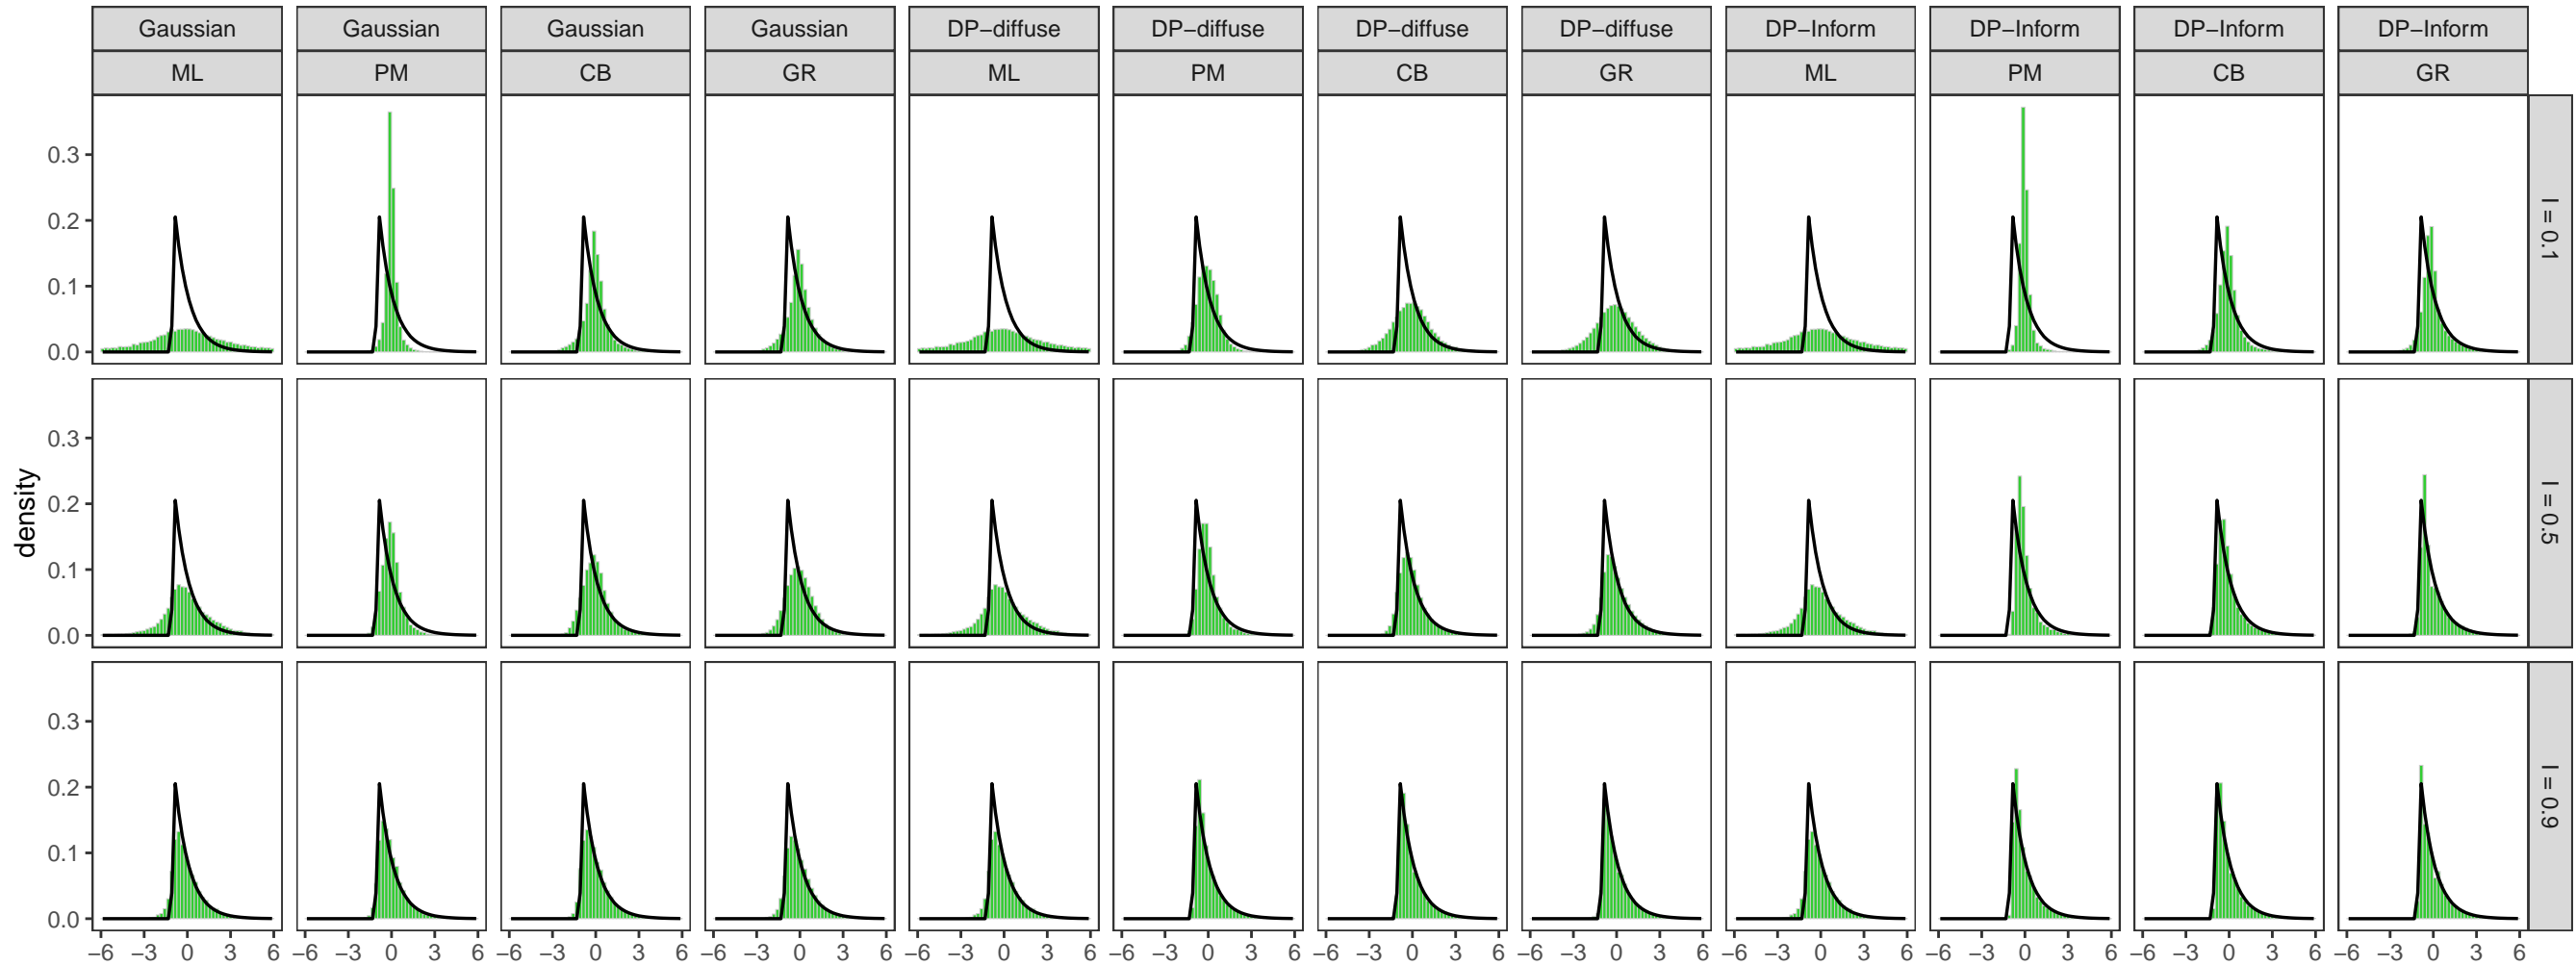 Gaussian Gaussian Gaussian Gaussian DP−diffuse DP−diffuse DP−diffuse DP−diffuse DP−Inform DP−Inform DP−Inform DP−Inform
ML PM CB GR ML PM CB GR ML PM CB GR
0.3
0.2
0.1
0.0
I = 0.1
0.3
0.2
0.1
0.0
I = 0.5
density
0.3
0.2
0.1
0.0
I = 0.9
−6 −3 0 3 6 −6 −3 0 3 6 −6 −3 0 3 6 −6 −3 0 3 6 −6 −3 0 3 6 −6 −3 0 3 6 −6 −3 0 3 6 −6 −3 0 3 6 −6 −3 0 3 6 −6 −3 0 3 6 −6 −3 0 3 6 −6 −3 0 3 6